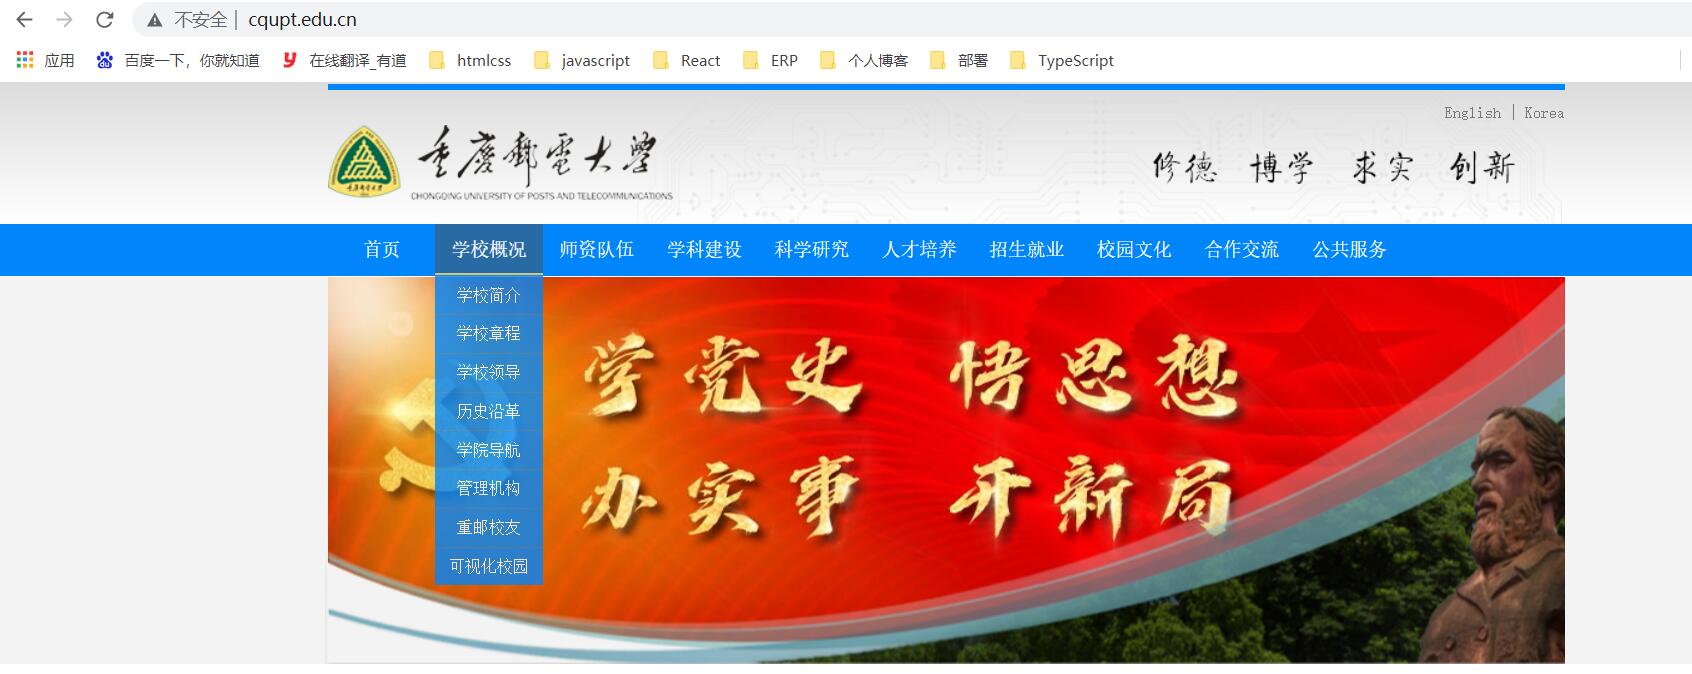 不安全 | cqupt.edu.cn
应用 百度一下，你就知道 在线翻译_有道 htmlcss javascript React ERP 个人博客 部署 TypeScript
English | Korea
重庆邮电大学
CHONGQING UNIVERSITY OF POSTS AND TELECOMMUNICATIONS
修德 博学 求实 创新
首页 学校概况 师资队伍 学科建设 科学研究 人才培养 招生就业 校园文化 合作交流 公共服务
学校简介
学校章程
学校领导
历史沿革
学院导航
管理机构
重邮校友
可视化校园
学党史 悟思想
办实事 开新局